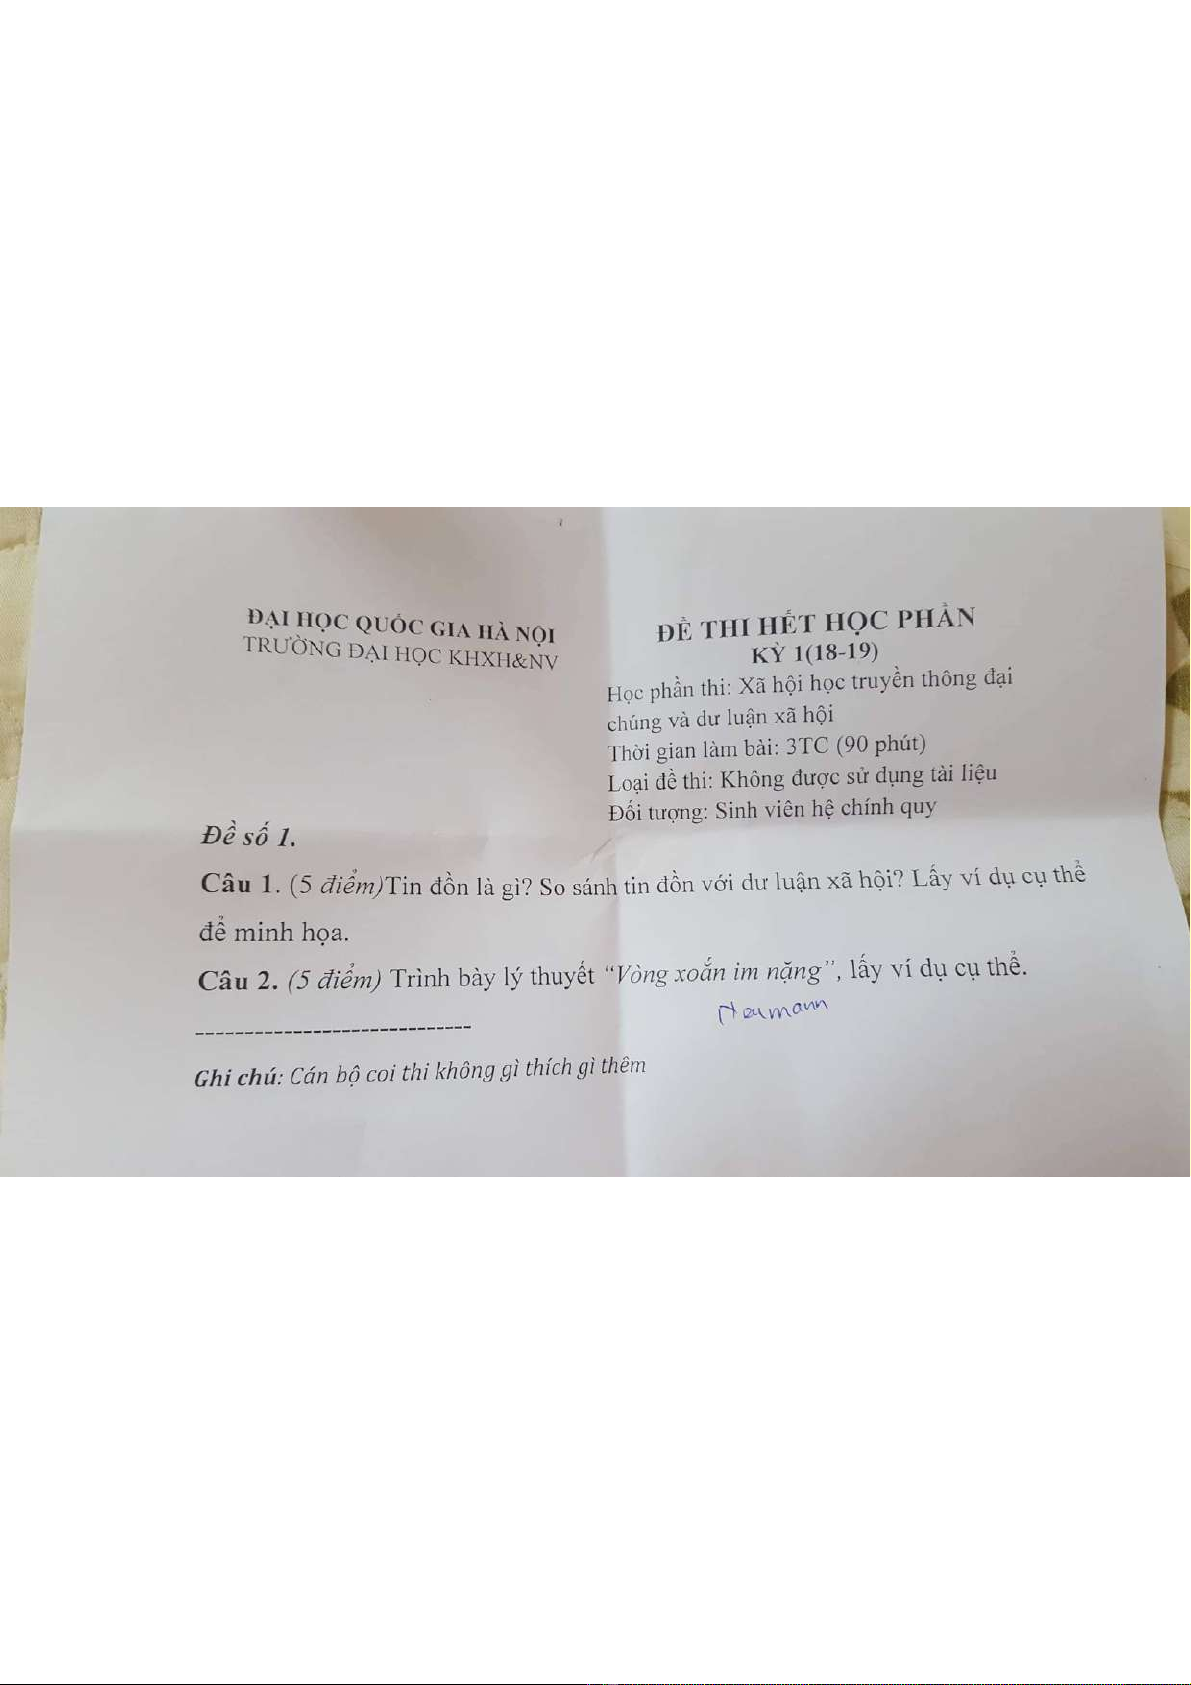 ĐẠI HỌC QUỐC GIA HÀ NỘI
TRƯỜNG ĐẠI HỌC KHXH&NV
ĐỀ THI HẾT HỌC PHẦN
KỲ 1(18-19)
Học phần thi: Xã hội học truyền thông đại
chúng và dư luận xã hội
Thời gian làm bài: 3TC (90 phút)
Loại đề thi: Không được sử dụng tài liệu
Đối tượng: Sinh viên hệ chính quy
Đề số 1.
Câu 1. (5 điểm)Tin đồn là gì? So sánh tin đồn với dư luận xã hội? Lấy ví dụ cụ thể
để minh họa.
Câu 2. (5 điểm) Trình bày lý thuyết “Vòng xoắn im nặng”, lấy ví dụ cụ thể.
Neumann
----------------------------
Ghi chú: Cán bộ coi thi không gì thích gì thêm